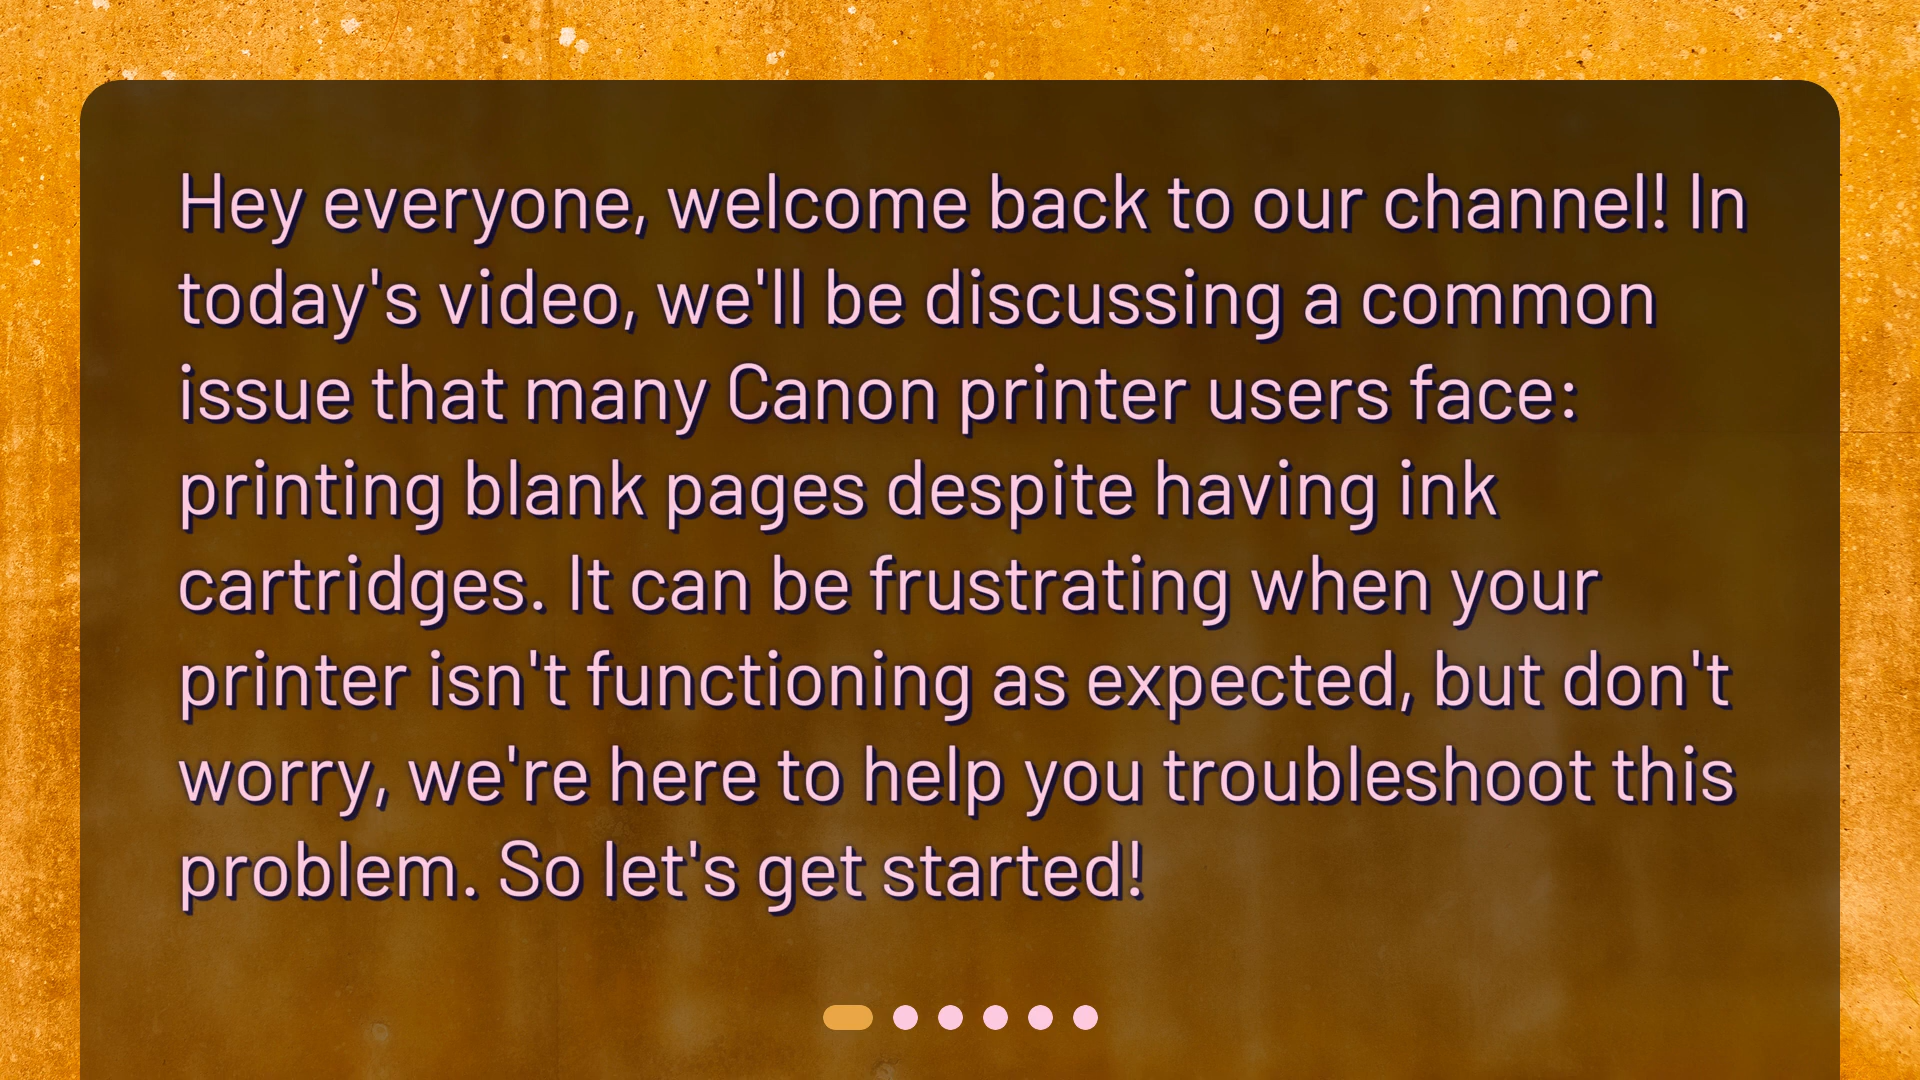 Hey everyone, welcome back to our channel! In
today's video, we'll be discussing a common
issue that many Canon printer users face:
printing blank pages despite having ink
cartridges. It can be frustrating when your
printer isn't functioning as expected, but don't
worry, we're here to help you troubleshoot this
problem. So let's get started!